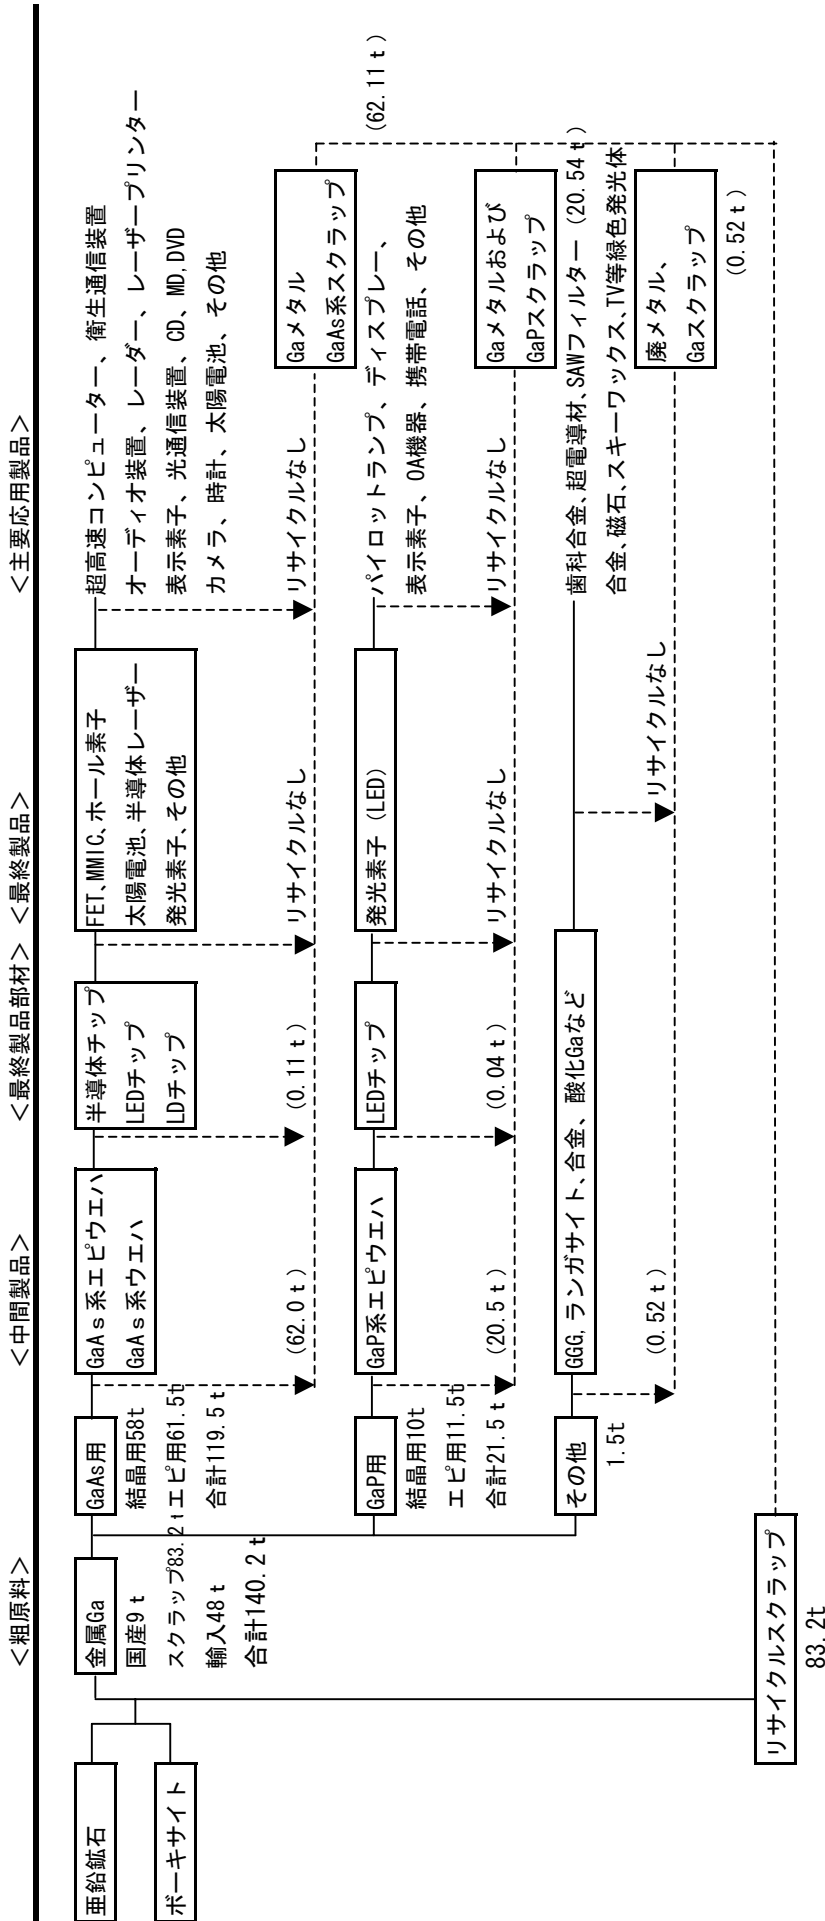 ＜粗原料＞
＜中間製品＞
＜最終製品部材＞
＜最終製品＞
＜主要応用製品＞
亜鉛鉱石
ボーキサイト
金属Ga
国産9ｔ
スクラップ83.2ｔ
輸入48ｔ
合計140.2ｔ
GaAs用
結晶用58t
エピ用61.5t
合計119.5ｔ
GaAｓ系エピウエハ
GaAｓ系ウエハ
(62.0ｔ)
半導体チップ
LEDチップ
LDチップ
(0.11ｔ)
FET、MMIC、ホール素子
太陽電池、半導体レーザー
発光素子、その他
リサイクルなし
超高速コンピューター、衛生通信装置
オーディオ装置、レーダー、レーザープリンター
表示素子、光通信装置、CD、MD,DVD
カメラ、時計、太陽電池、その他
リサイクルなし
Gaメタル
GaAs系スクラップ
(62.11ｔ)
GaP用
結晶用10t
エピ用11.5t
合計21.5ｔ
GaP系エピウエハ
(20.5ｔ)
LEDチップ
(0.04ｔ)
発光素子（LED）
リサイクルなし
パイロットランプ、ディスプレー、
表示素子、OA機器、携帯電話、その他
リサイクルなし
Gaメタルおよび
GaPスクラップ
(20.54ｔ)
その他
1.5t
GGG,ランガサイト、合金、酸化Gaなど
(0.52ｔ)
リサイクルなし
歯科合金、超電導材、SAWフィルター
合金、磁石、スキーワックス、TV等緑色発光体
廃メタル、
Gaスクラップ
(0.52ｔ)
リサイクルスクラップ
83.2t